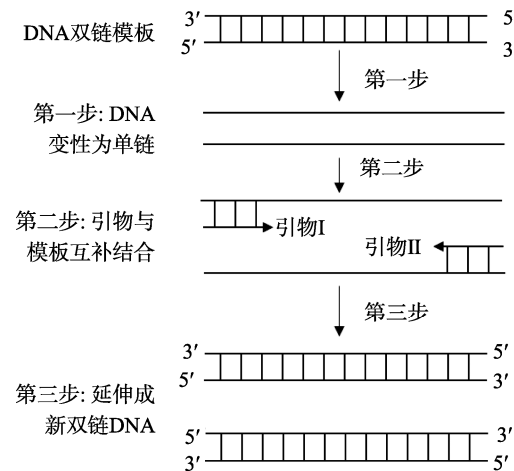 3′ 5
DNA双链模板
5′ 3
第一步
第一步: DNA
变性为单链
第二步
第二步: 引物与
模板互补结合
引物I
引物II
第三步
3′ 5′
5′ 3′
第三步: 延伸成
新双链DNA
5′ 3′
3′ 5′